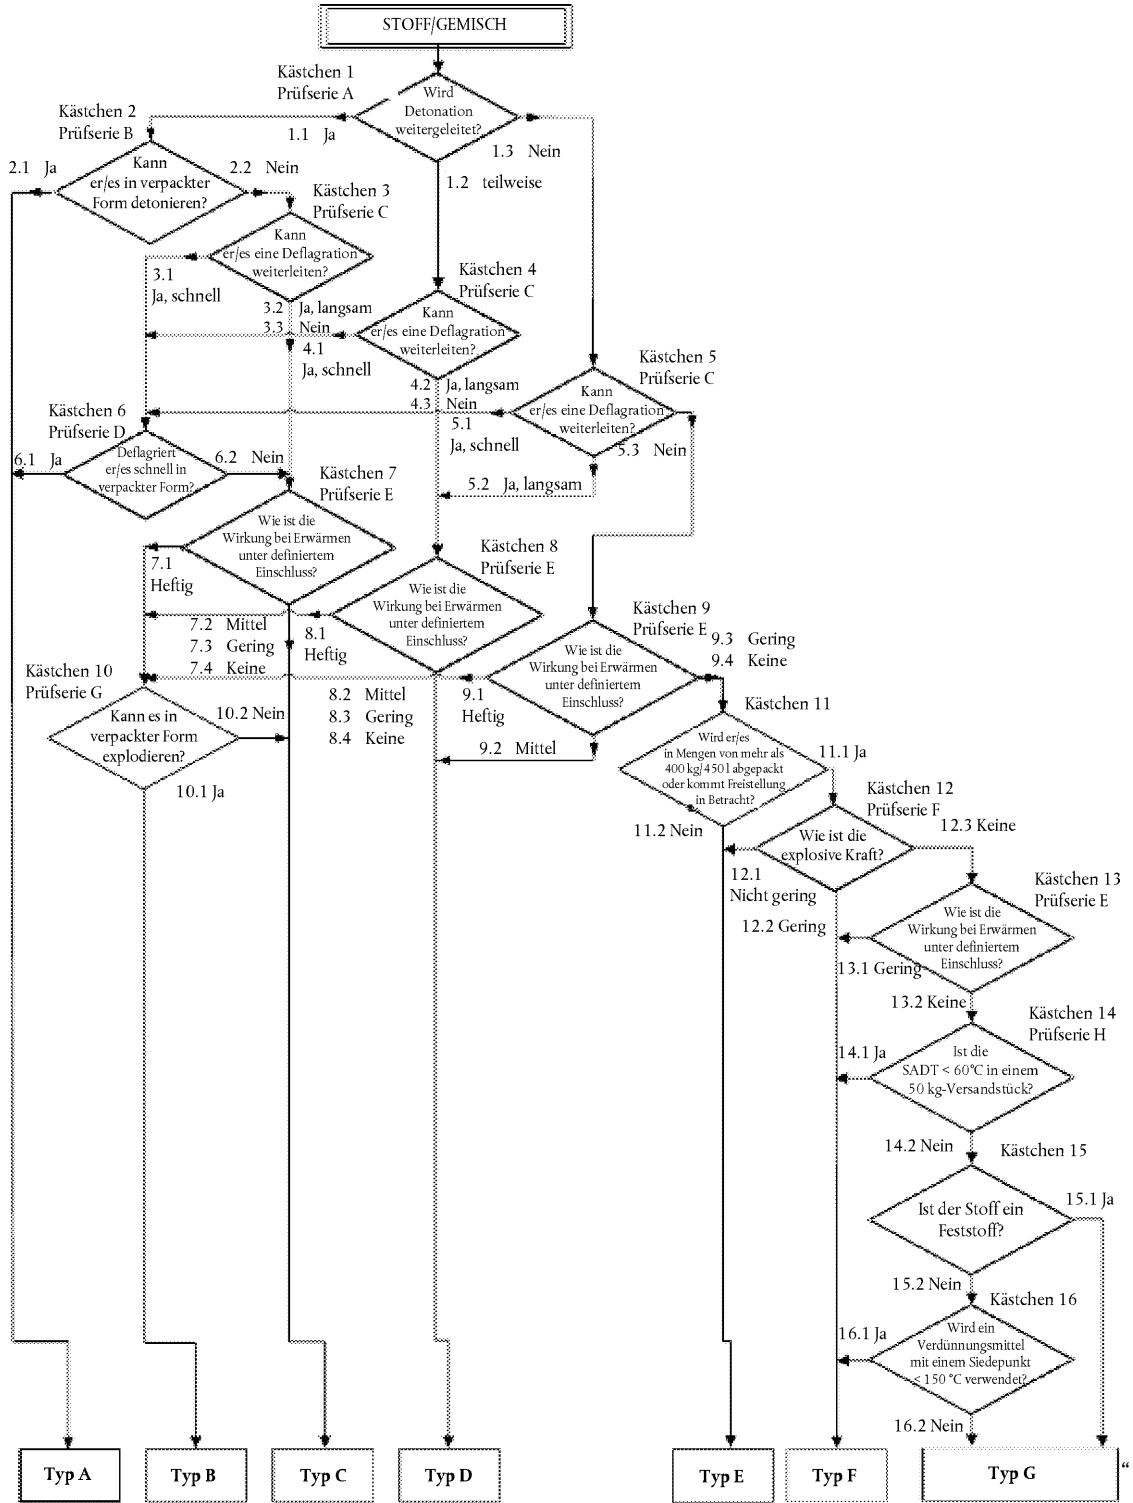 STOFF/GEMISCH
Kästchen 1
Prüfserie A
Wird
Detonation
weitergeleitet?
1.1 Ja
1.2 teilweise
1.3 Nein
Kästchen 2
Prüfserie B
Kann
er/es in verpackter
Form detonieren?
2.1 Ja
2.2 Nein
Kästchen 3
Prüfserie C
Kann
er/es eine Deflagration
weiterleiten?
3.1
Ja, schnell
3.2 Ja, langsam
3.3 Nein
Kästchen 4
Prüfserie C
Kann
er/es eine Deflagration
weiterleiten?
4.1
Ja, schnell
4.2 Ja, langsam
4.3 Nein
Kästchen 5
Prüfserie C
Kann
er/es eine Deflagration
weiterleiten?
5.1
Ja, schnell
5.3 Nein
5.2 Ja, langsam
Kästchen 6
Prüfserie D
Deflagriert
er/es schnell in
verpackter Form?
6.1 Ja
6.2 Nein
Kästchen 7
Prüfserie E
Wie ist die
Wirkung bei Erwärmen
unter definiertem
Einschluss?
7.1
Heftig
7.2 Mittel
7.3 Gering
7.4 Keine
Kästchen 8
Prüfserie E
Wie ist die
Wirkung bei Erwärmen
unter definiertem
Einschluss?
8.1
Heftig
8.2 Mittel
8.3 Gering
8.4 Keine
Kästchen 9
Prüfserie E
Wie ist die
Wirkung bei Erwärmen
unter definiertem
Einschluss?
9.1
Heftig
9.2 Mittel
9.3 Gering
9.4 Keine
Kästchen 10
Prüfserie G
Kann es in
verpackter Form
explodieren?
10.2 Nein
10.1 Ja
Kästchen 11
Wird er/es
in Mengen von mehr als
400 kg/450 l abgepackt
oder kommt Freistellung
in Betracht?
11.1 Ja
11.2 Nein
Kästchen 12
Prüfserie F
Wie ist die
explosive Kraft?
12.3 Keine
12.1
Nicht gering
12.2 Gering
Kästchen 13
Prüfserie E
Wie ist die
Wirkung bei Erwärmen
unter definiertem
Einschluss?
13.1 Gering
13.2 Keine
Kästchen 14
Prüfserie H
Ist die
SADT < 60°C in einem
50 kg-Versandstück?
14.1 Ja
14.2 Nein
Kästchen 15
Ist der Stoff ein
Feststoff?
15.1 Ja
15.2 Nein
Kästchen 16
Wird ein
Verdünnungsmittel
mit einem Siedepunkt
< 150 °C verwendet?
16.1 Ja
16.2 Nein
Typ A
Typ B
Typ C
Typ D
Typ E
Typ F
Typ G
“